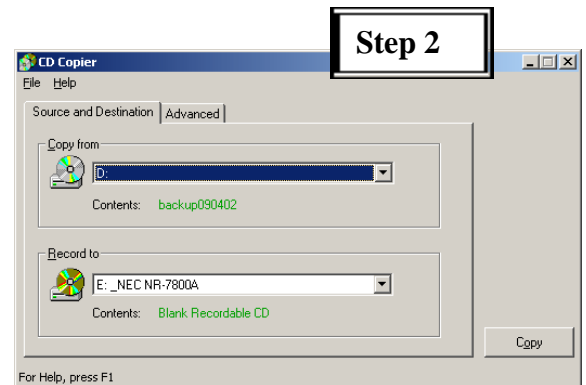 Step 2
CD Copier
File Help
Source and Destination Advanced
Copy from
D:
Contents: backup090402
Record to
E: _NEC NR-7800A
Contents: Blank Recordable CD
Copy
For Help, press F1